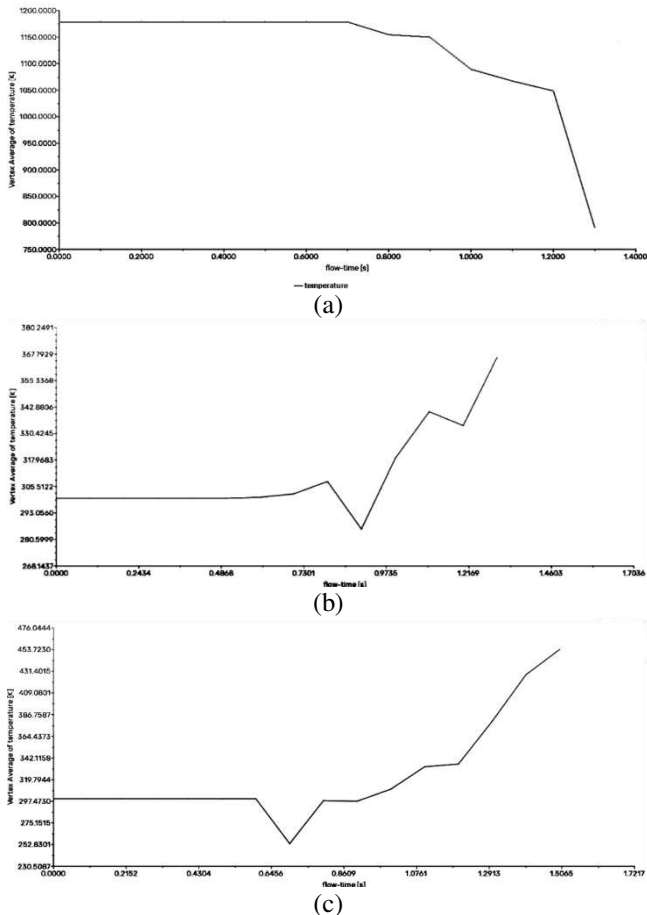 1200.0000
1150.0000
1100.0000
1050.0000
1000.0000
950.0000
900.0000
850.0000
800.0000
750.0000
Vertex Average of temperature [K]
0.0000 0.2000 0.4000 0.6000 0.8000 1.0000 1.2000 1.4000
flow-time [s]
temperature
(a)
380.2491
367.7929
355.3368
342.8806
330.4245
317.9683
305.5122
293.0560
280.5999
268.1437
Vertex Average of temperature [K]
0.0000 0.2434 0.4868 0.7301 0.9735 1.2169 1.4603 1.7036
flow-time [s]
(b)
476.0444
453.7230
431.4015
409.0801
386.7587
364.4373
342.1158
319.7944
297.4730
275.1515
252.8301
230.5087
Vertex Average of temperature [K]
0.0000 0.2152 0.4304 0.6456 0.8609 1.0761 1.2913 1.5065 1.7217
flow-time [s]
(c)